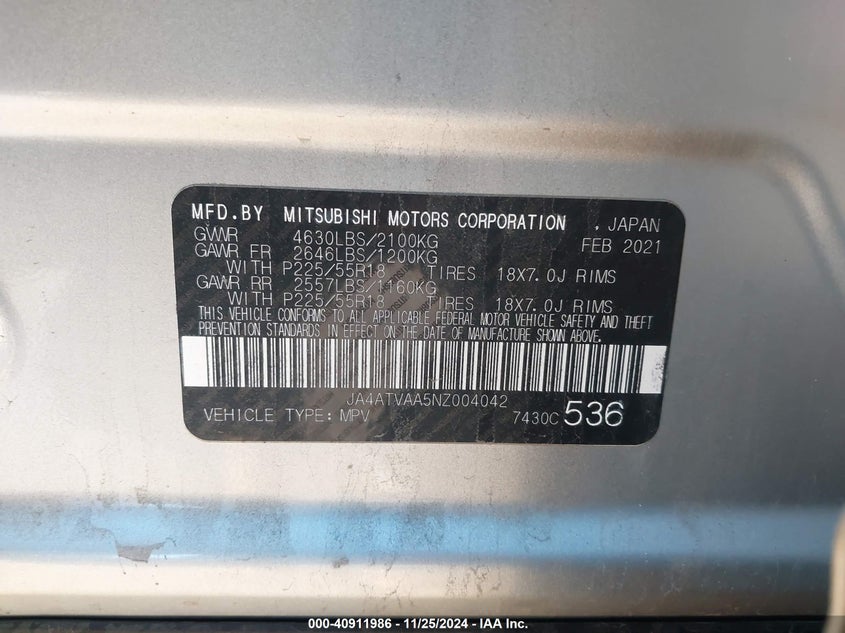 MFD.BY MITSUBISHI MOTORS CORPORATION , JAPAN
GVWR 4630LBS/2100KG FEB 2021
GAWR FR 2646LBS/1200KG
WITH P225/55R18 TIRES 18X7.0J RIMS
GAWR RR 2557LBS/1160KG
WITH P225/55R18 TIRES 18X7.0J RIMS
THIS VEHICLE CONFORMS TO ALL APPLICABLE FEDERAL MOTOR VEHICLE SAFETY AND THEFT
PREVENTION STANDARDS IN EFFECT ON THE DATE OF MANUFACTURE SHOWN ABOVE.
JA4ATVAA5NZ004042
VEHICLE TYPE: MPV 7430C 536
000-40911986 - 11/25/2024 - IAA Inc.